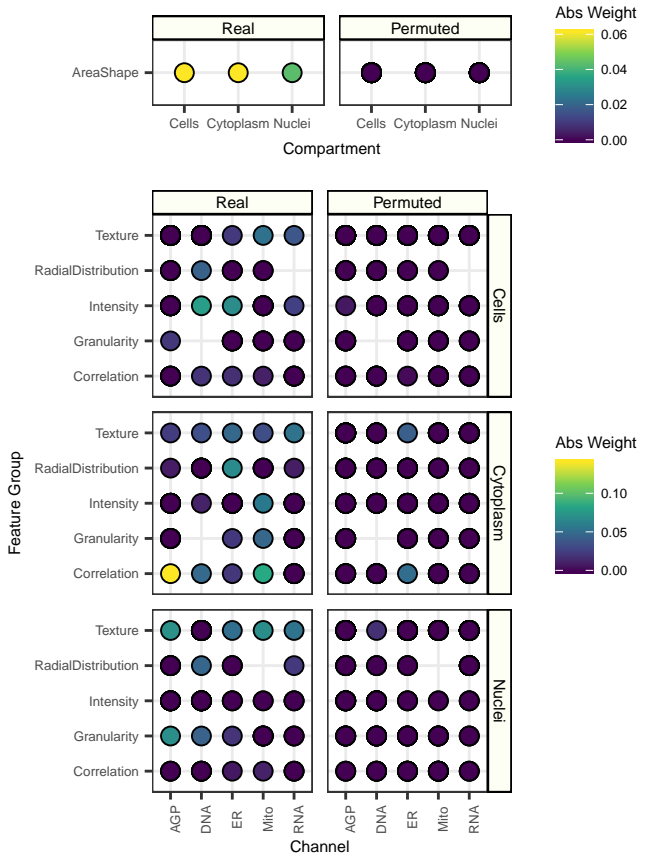 Real Permuted
AreaShape
Cells Cytoplasm Nuclei Cells Cytoplasm Nuclei
Compartment
Abs Weight
0.06
0.04
0.02
0.00
Real Permuted
Texture
RadialDistribution
Intensity
Granularity
Correlation
Cells
Texture
RadialDistribution
Intensity
Granularity
Correlation
Cytoplasm
Texture
RadialDistribution
Intensity
Granularity
Correlation
Nuclei
Feature Group
AGP DNA ER Mito RNA AGP DNA ER Mito RNA
Channel
Abs Weight
0.10
0.05
0.00